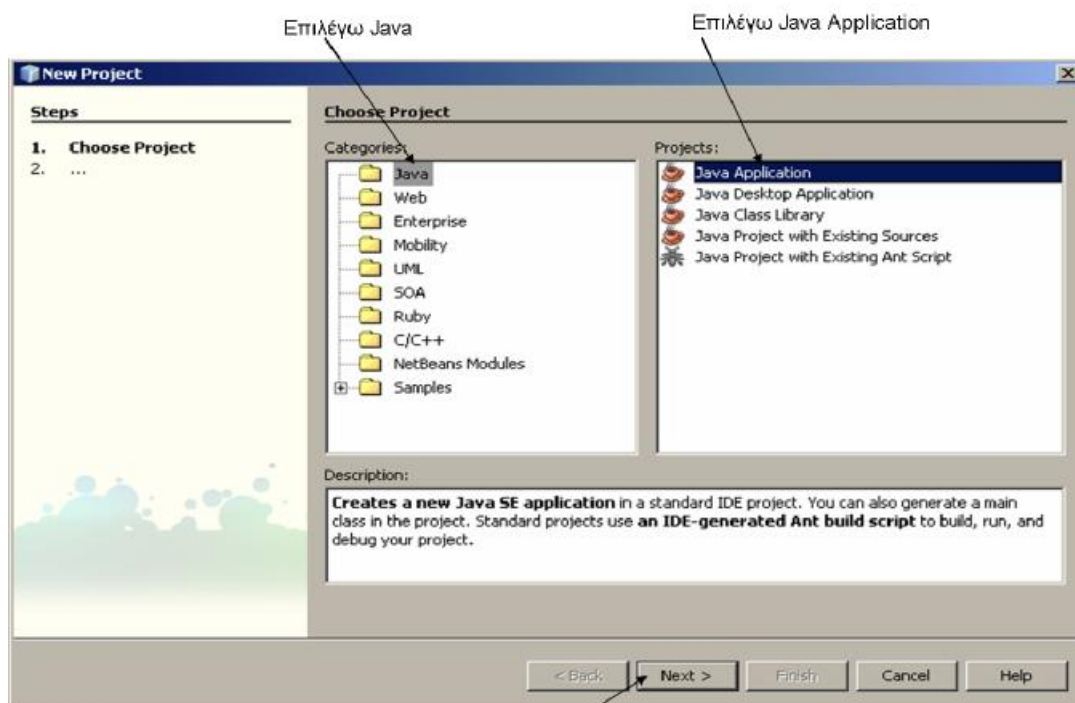 Επιλέγω Java
Επιλέγω Java Application
New Project
Steps
1. Choose Project
2. ...
Choose Project
Categories:
Java
Web
Enterprise
Mobility
UML
SOA
Ruby
C/C++
NetBeans Modules
Samples
Projects:
Java Application
Java Desktop Application
Java Class Library
Java Project with Existing Sources
Java Project with Existing Ant Script
Description:
Creates a new Java SE application in a standard IDE project. You can also generate a main
class in the project. Standard projects use an IDE-generated Ant build script to build, run, and
debug your project.
< Back
Next >
Finish
Cancel
Help